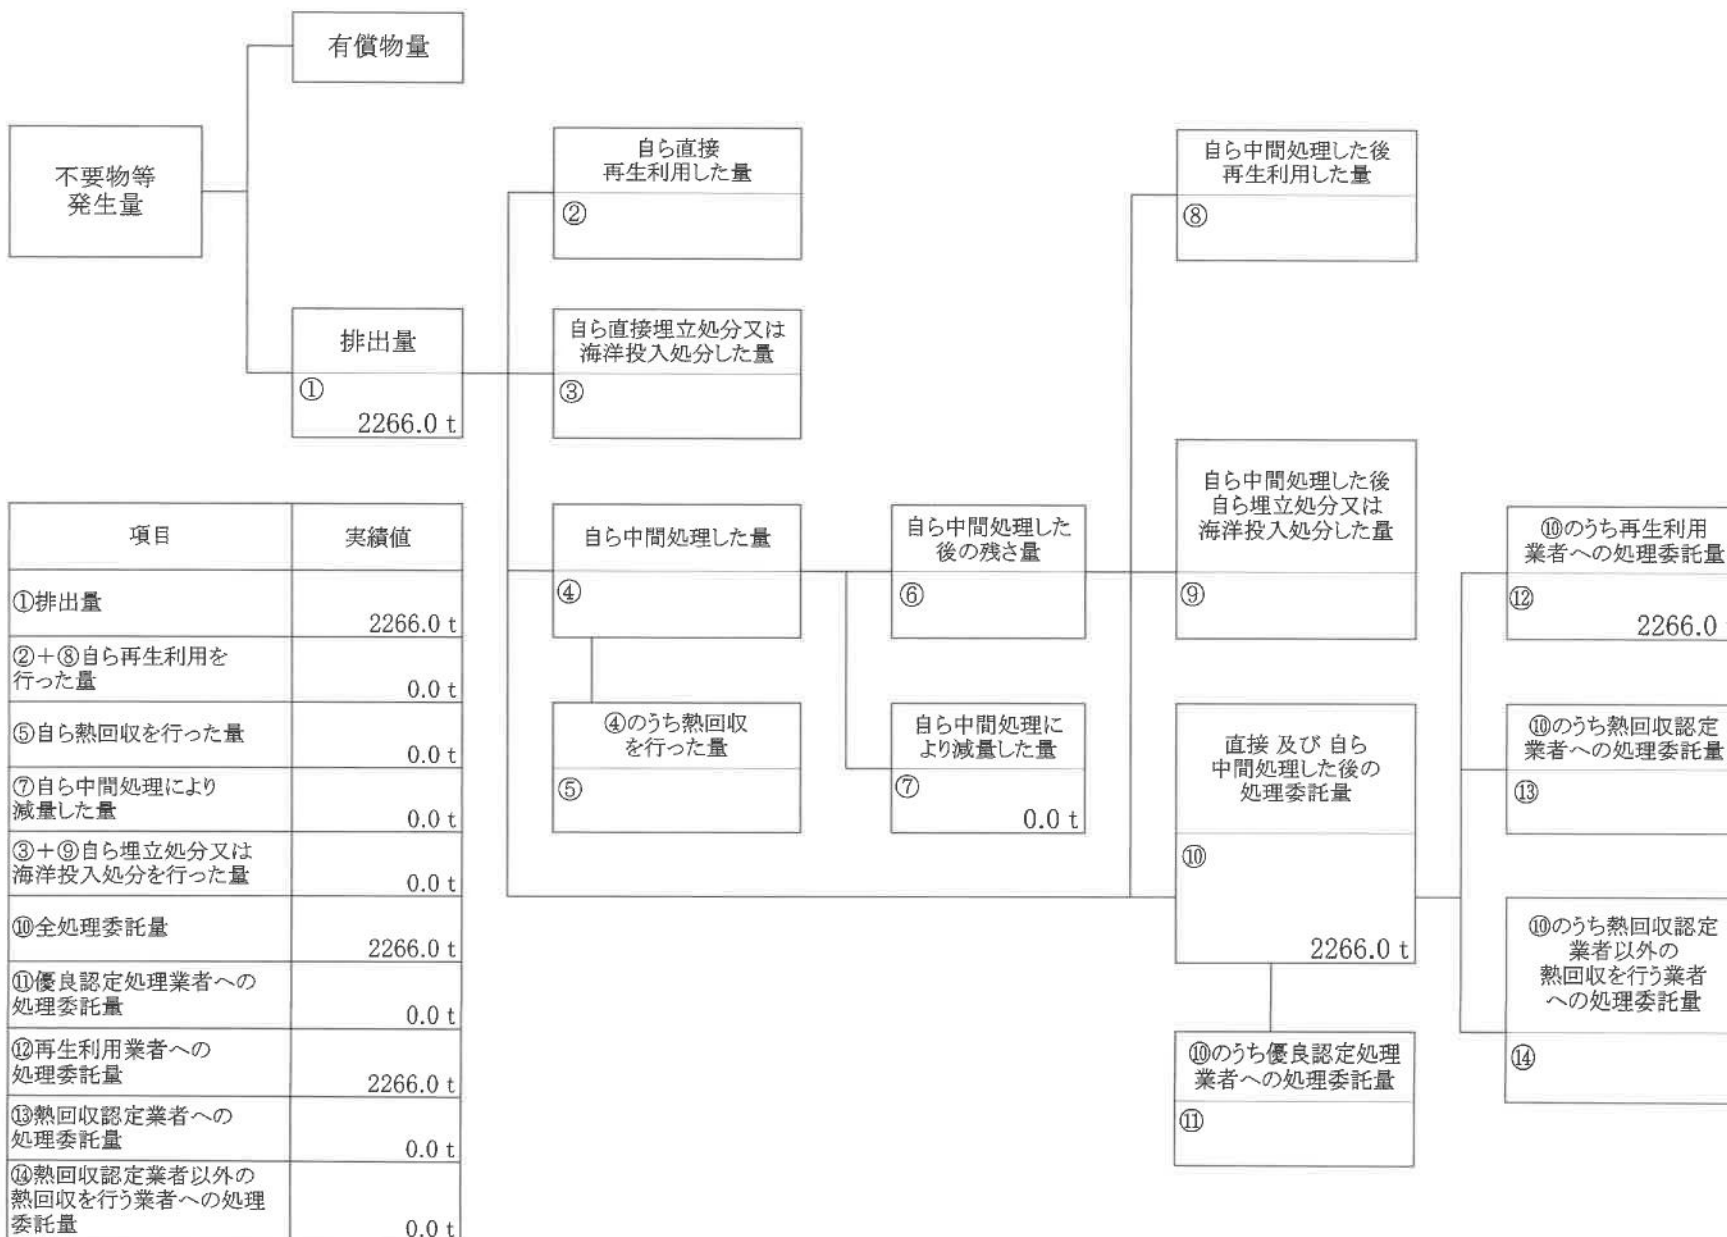 有償物量
不要物等
発生量
排出量
①
2266.0 t
自ら直接
再生利用した量
②
自ら直接埋立処分又は
海洋投入処分した量
③
自ら中間処理した量
④
④のうち熱回収
を行った量
⑤
自ら中間処理した
後の残さ量
⑥
自ら中間処理に
より減量した量
⑦
0.0 t
自ら中間処理した後
再生利用した量
⑧
自ら中間処理した後
自ら埋立処分又は
海洋投入処分した量
⑨
直接 及び 自ら
中間処理した後の
処理委託量
⑩
2266.0 t
⑩のうち優良認定処理
業者への処理委託量
⑪
⑩のうち再生利用
業者への処理委託量
⑫
2266.0
⑩のうち熱回収認定
業者への処理委託量
⑬
⑩のうち熱回収認定
業者以外の
熱回収を行う業者
への処理委託量
⑭
項目 実績値
①排出量
2266.0 t
②+⑧自ら再生利用を
行った量
0.0 t
⑤自ら熱回収を行った量
0.0 t
⑦自ら中間処理により
減量した量
0.0 t
③+⑨自ら埋立処分又は
海洋投入処分を行った量
0.0 t
⑩全処理委託量
2266.0 t
⑪優良認定処理業者への
処理委託量
0.0 t
⑫再生利用業者への
処理委託量
2266.0 t
⑬熱回収認定業者への
処理委託量
0.0 t
⑭熱回収認定業者以外の
熱回収を行う業者への処理
委託量
0.0 t